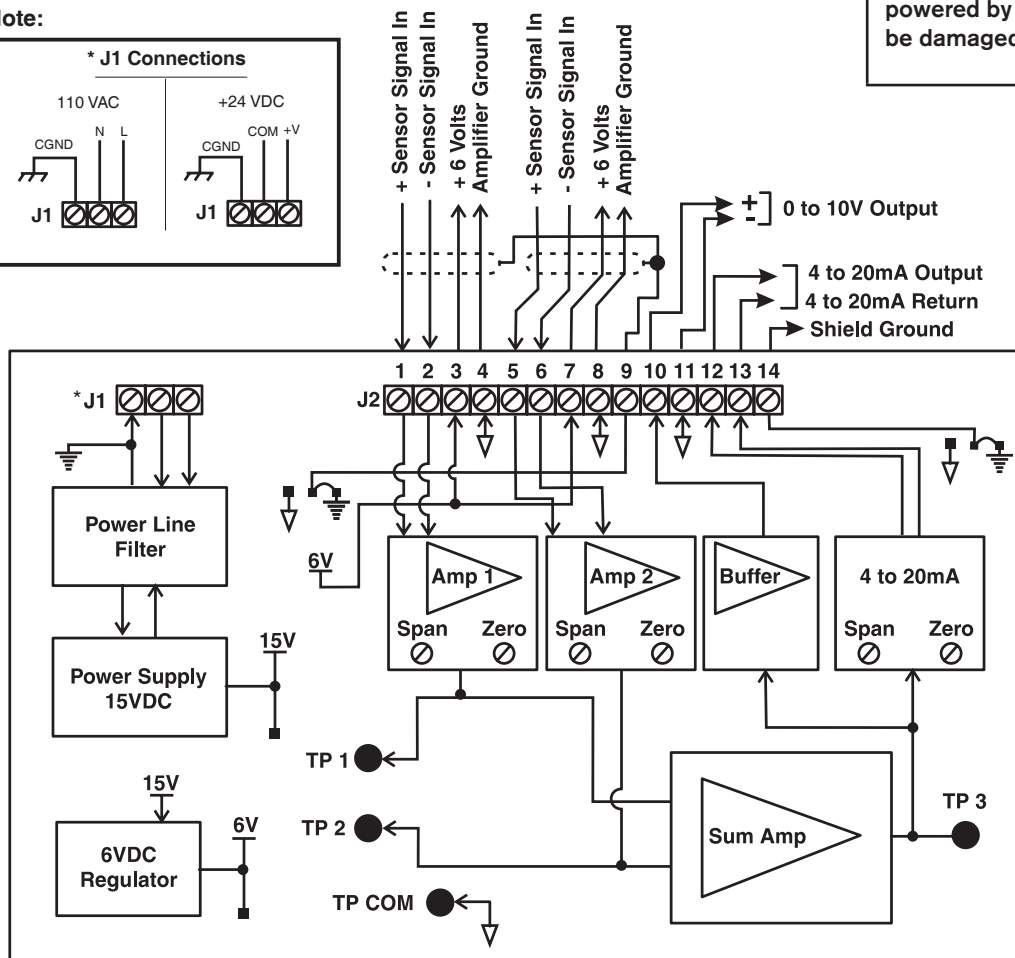 powered by
be damaged
* J1 Connections
110 VAC
+24 VDC
N L
COM +V
CGND
CGND
J1
J1
+ Sensor Signal In
- Sensor Signal In
+ 6 Volts
Amplifier Ground
+ Sensor Signal In
- Sensor Signal In
+ 6 Volts
Amplifier Ground
+
-
0 to 10V Output
4 to 20mA Output
4 to 20mA Return
Shield Ground
* J1
J2
1 2 3 4 5 6 7 8 9 10 11 12 13 14
Power Line
Filter
6V
Amp 1
Span Zero
Amp 2
Span Zero
Buffer
4 to 20mA
Span Zero
Power Supply
15VDC
15V
TP 1
TP 2
TP COM
Sum Amp
TP 3
15V
6VDC
Regulator
6V